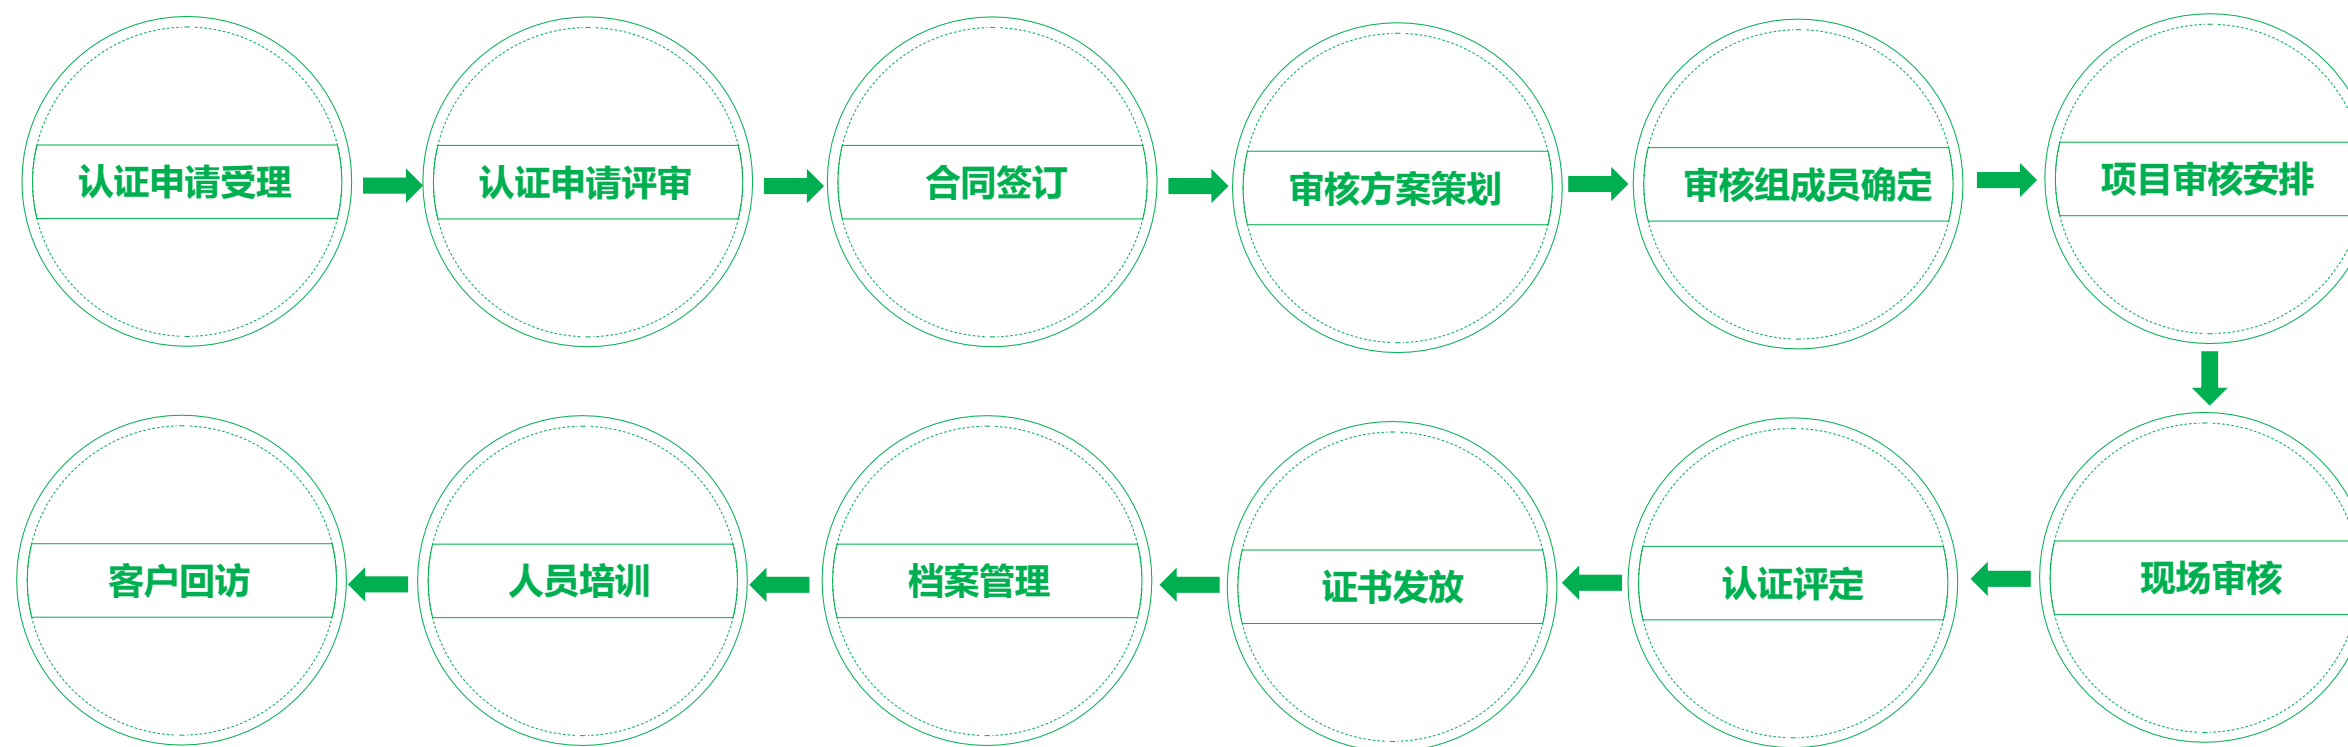 认证申请受理
认证申请评审
合同签订
审核方案策划
审核组成员确定
项目审核安排
现场审核
认证评定
证书发放
档案管理
人员培训
客户回访